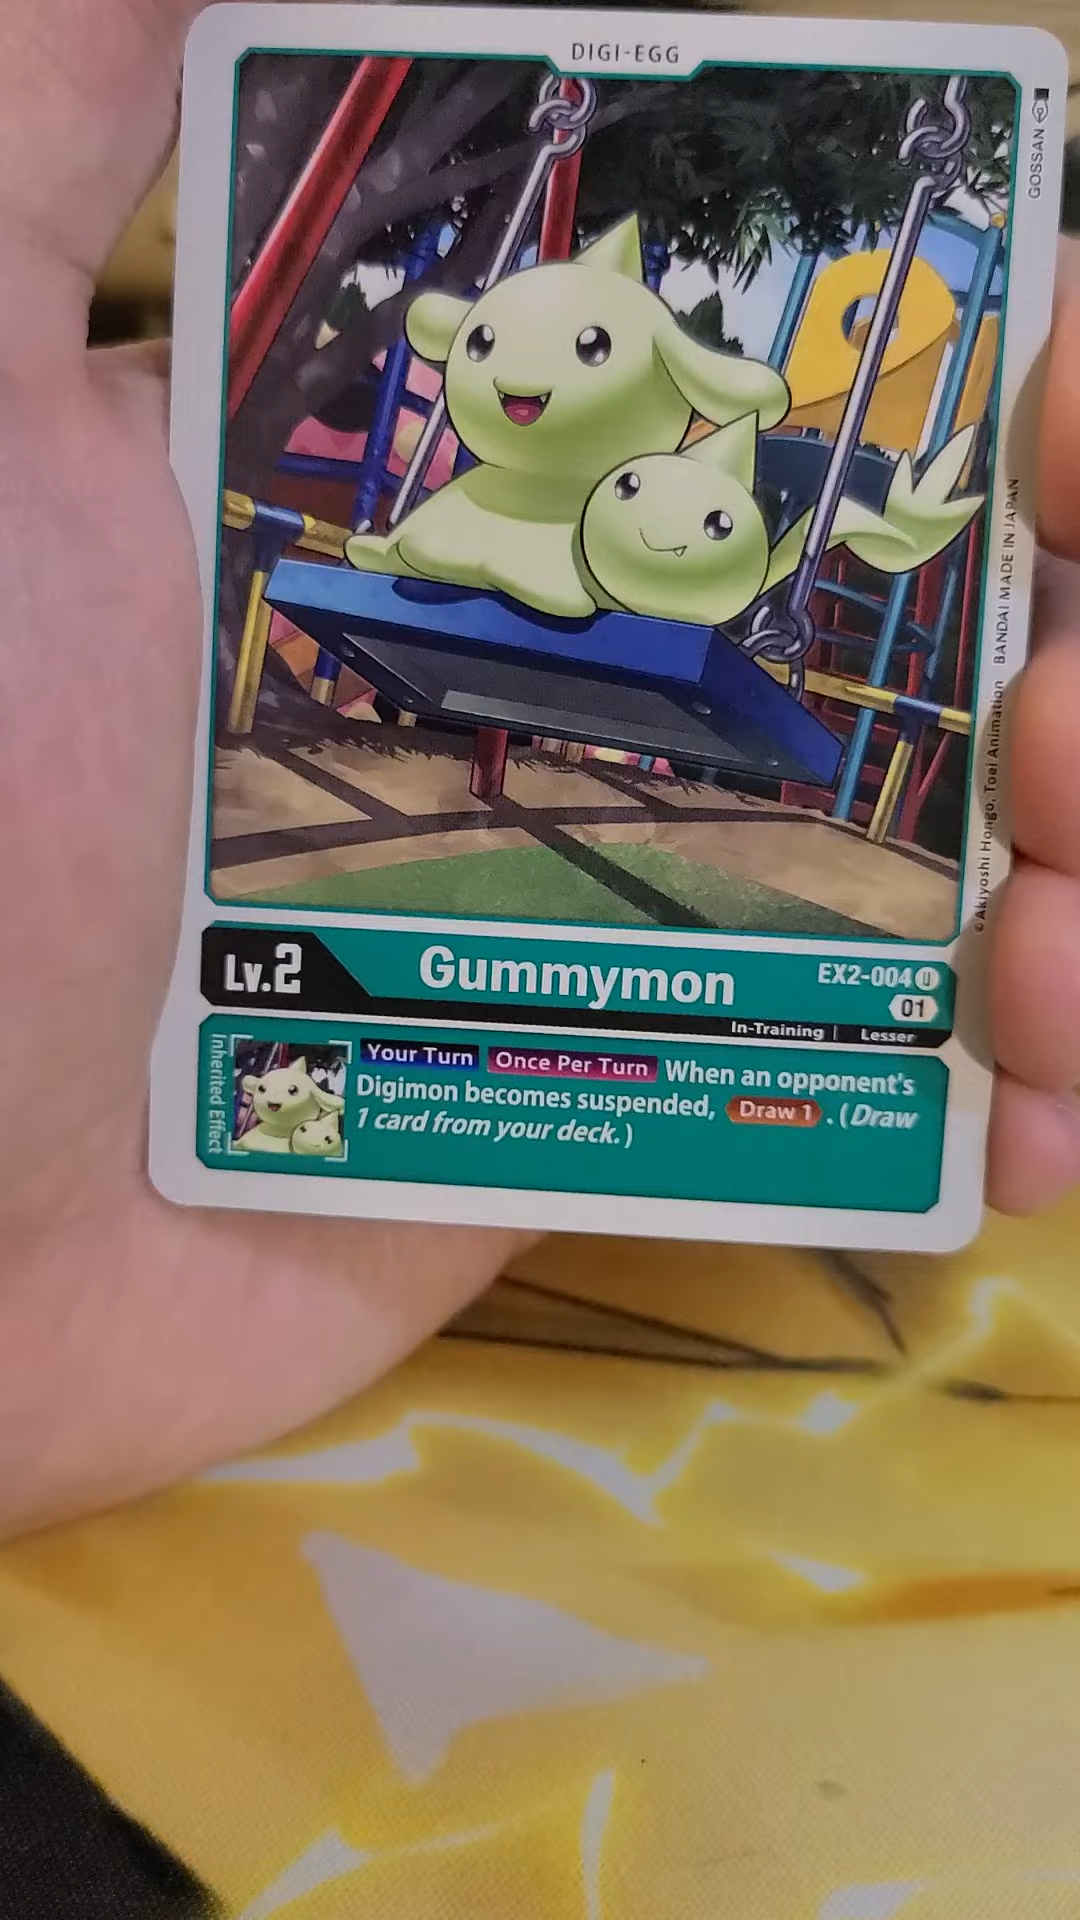 DIGI-EGG
GOSSAN
© Akiyoshi Hongo, Toei Animation BANDAI MADE IN JAPAN
Lv.2
Gummymon
EX2-004 U
01
In-Training | Lesser
Inherited Effect
Your Turn Once Per Turn When an opponent's
Digimon becomes suspended, Draw 1. (Draw
1 card from your deck.)